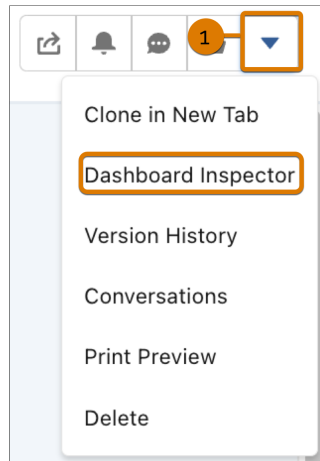 1
Clone in New Tab
Dashboard Inspector
Version History
Conversations
Print Preview
Delete